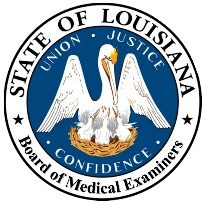 STATE OF LOUISIANA
UNION · JUSTICE
· CONFIDENCE ·
Board of Medical Examiners